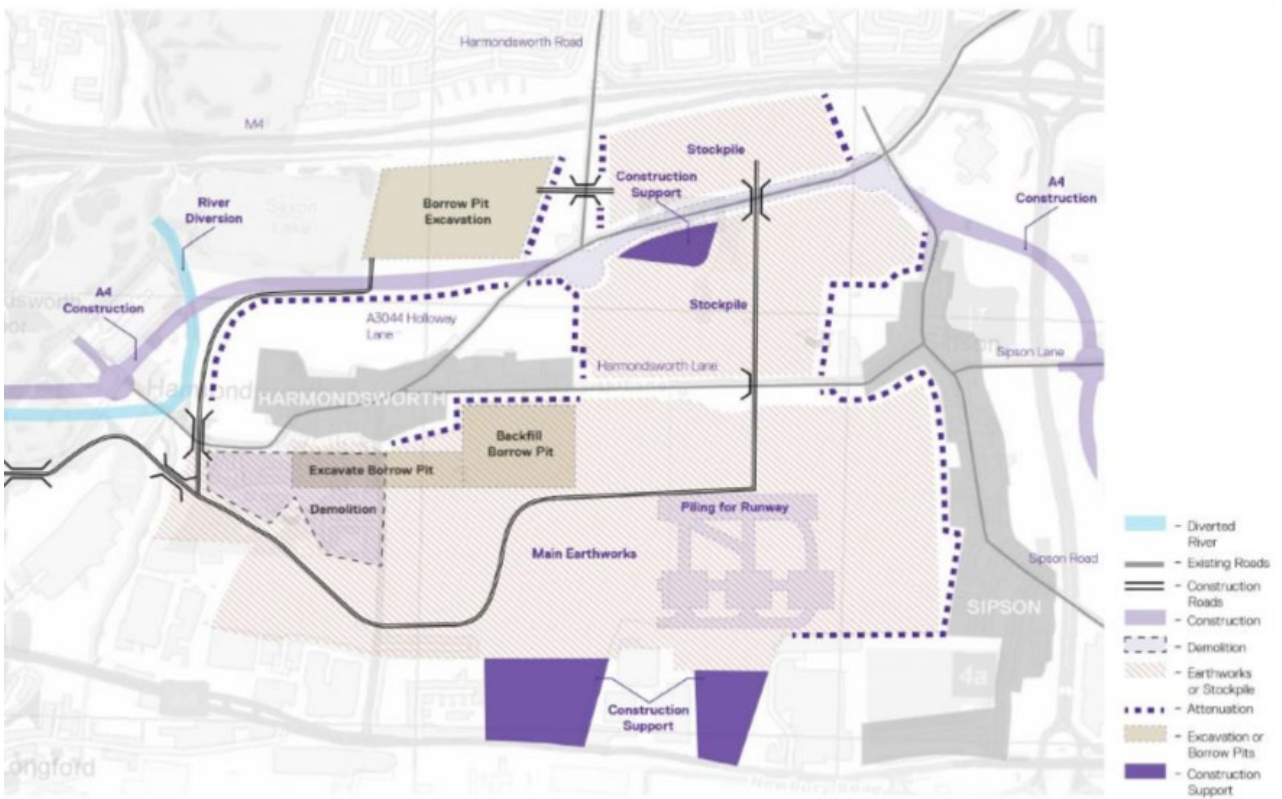 Harmondsworth Road
M4
Stockpile
Construction
Support
A4
Construction
River
Diversion
Borrow Pit
Excavation
A4
Construction
Stockpile
A3044 Holloway
Lane
Harmondsworth Lane
Sipson Lane
HARMONDSWORTH
Backfill
Borrow Pit
Excavate Borrow Pit
Demolition
Piling for Runway
Main Earthworks
Sipson Road
SIPSON
4a
Construction
Support
ongford
- Diverted
River
- Existing Roads
- Construction
Roads
- Construction
- Demolition
- Earthworks
or Stockpile
- Attenuation
- Excavation or
Borrow Pits
- Construction
Support